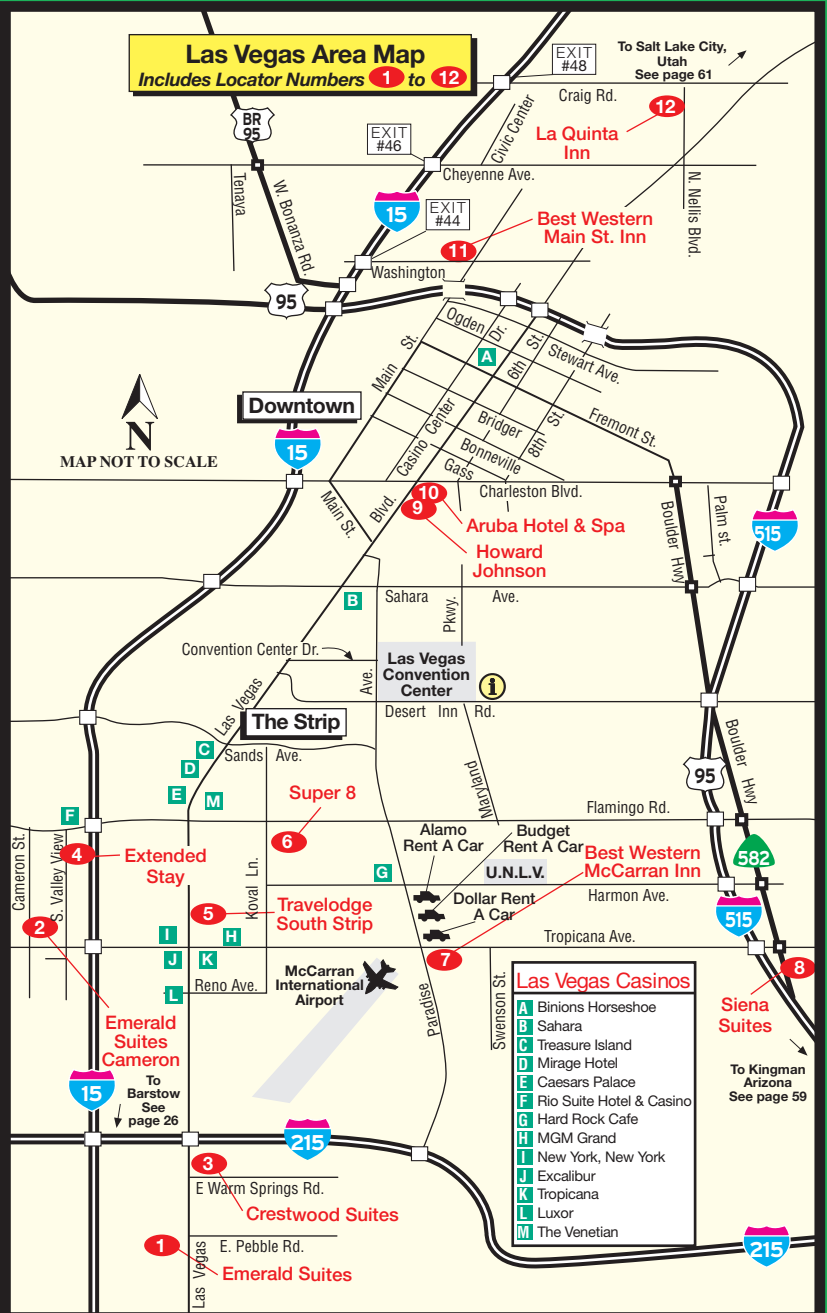 Las Vegas Area Map
Includes Locator Numbers 1 to 12
EXIT
#48
To Salt Lake City,
Utah
See page 61
Craig Rd.
12
La Quinta
Inn
Civic Center
BR
95
EXIT
#46
Cheyenne Ave.
Tenaya
W. Bonanza Rd.
N. Nellis Blvd.
15
EXIT
#44
Best Western
Main St. Inn
11
Washington
95
Ogden
Dr.
St.
Stewart Ave.
Main St.
A
6th
Downtown
N
MAP NOT TO SCALE
15
Casino Center
Bridger
8th St.
Fremont St.
Bonneville
Gass
Charleston Blvd.
Main St.
Blvd.
10
9
Aruba Hotel & Spa
Howard
Johnson
Boulder Hwy
Palm st.
515
B
Sahara Ave.
Pkwy.
Convention Center Dr.
Ave.
Las Vegas
Convention
Center
i
Las Vegas
Desert Inn Rd.
The Strip
C
Sands Ave.
D
E
M
Maryland
95
Boulder Hwy
Super 8
6
Flamingo Rd.
F
Alamo
Rent A Car
Budget
Rent A Car
Best Western
McCarran Inn
Cameron St.
S. Valley View
4
Extended
Stay
Koval Ln.
G
U.N.L.V.
582
Harmon Ave.
Dollar Rent
A Car
515
5
Travelodge
South Strip
2
I
H
Tropicana Ave.
J
K
7
8
Siena
Suites
McCarran
International
Airport
Reno Ave.
L
Paradise
Swenson St.
Emerald
Suites
Cameron
Las Vegas Casinos
A Binions Horseshoe
B Sahara
C Treasure Island
D Mirage Hotel
E Caesars Palace
F Rio Suite Hotel & Casino
G Hard Rock Cafe
H MGM Grand
I New York, New York
J Excalibur
K Tropicana
L Luxor
M The Venetian
To Kingman
Arizona
See page 59
15
To
Barstow
See
page 26
215
3
E Warm Springs Rd.
Crestwood Suites
1
E. Pebble Rd.
Emerald Suites
Las Vegas
215